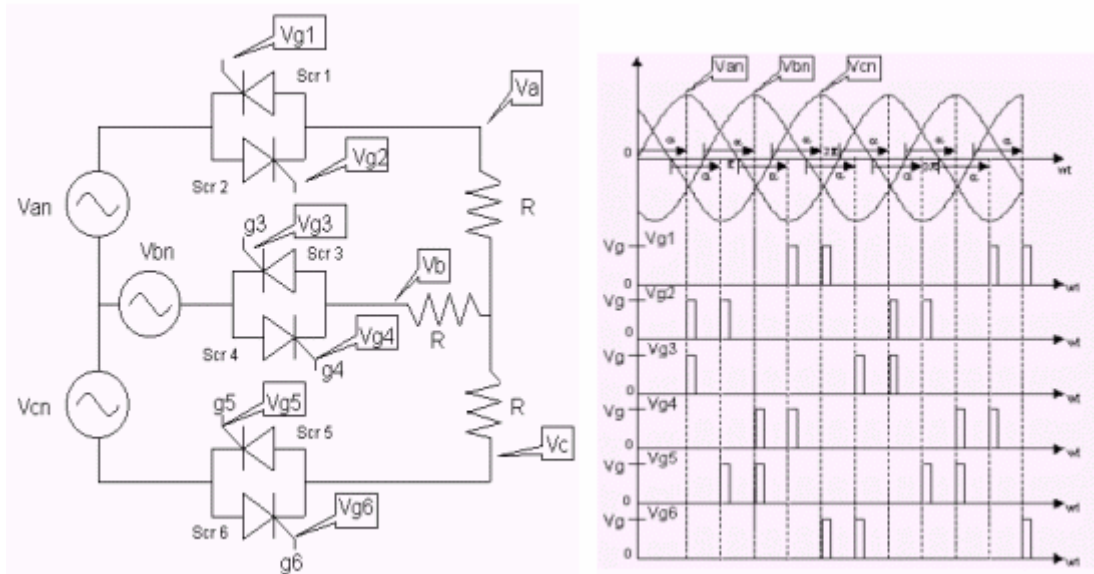 Vg1
Scr 1
Va
Vg2
Scr 2
Van
R
g3
Vg3
Vbn
Scr 3
Vb
Vg4
R
Scr 4
g4
Vcn
g5
Vg5
Scr 5
R
Vc
Vg6
Scr 6
g6
Van
Vbn
Vcn
0
α α α 2π α α α
α π α α α α
wt
Vg Vg1
0
wt
Vg Vg2
0
wt
Vg Vg3
0
wt
Vg Vg4
0
wt
Vg Vg5
0
wt
Vg Vg6
0
wt